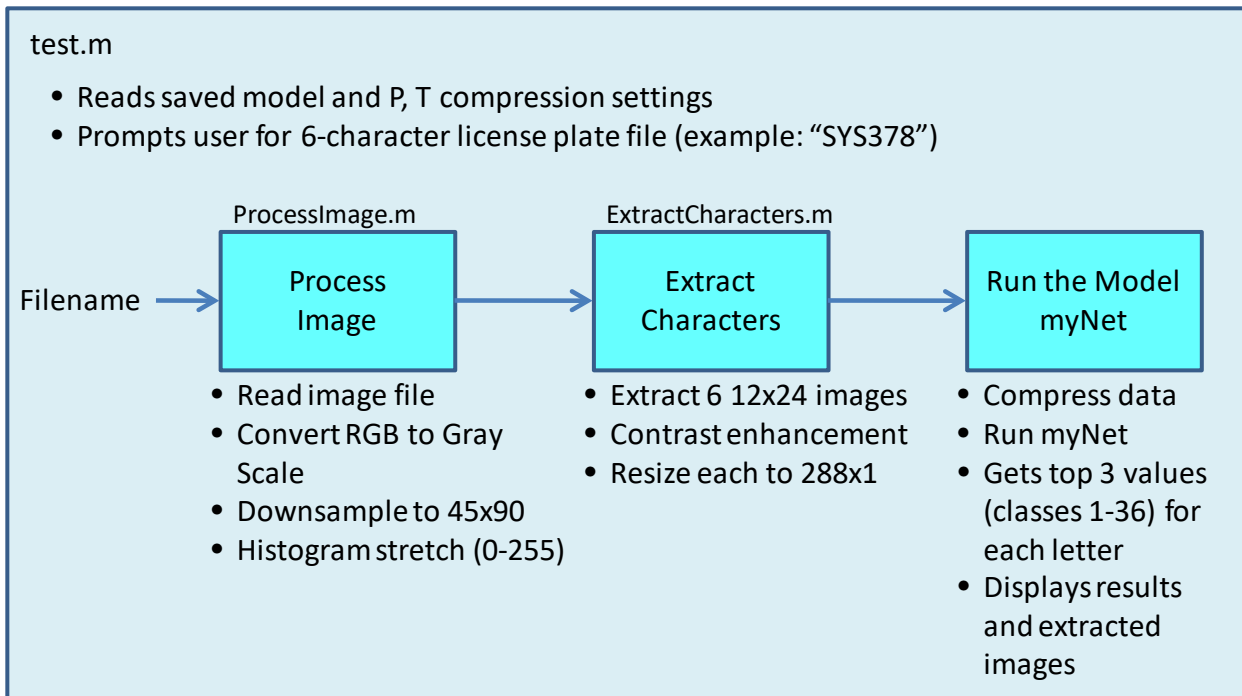 test.m
• Reads saved model and P, T compression settings
• Prompts user for 6-character license plate file (example: “SYS378”)
ProcessImage.m
ExtractCharacters.m
Filename
Process
Image
Extract
Characters
Run the Model
myNet
• Read image file
• Convert RGB to Gray
Scale
• Downsample to 45x90
• Histogram stretch (0-255)
• Extract 6 12x24 images
• Contrast enhancement
• Resize each to 288x1
• Compress data
• Run myNet
• Gets top 3 values
(classes 1-36) for
each letter
• Displays results
and extracted
images